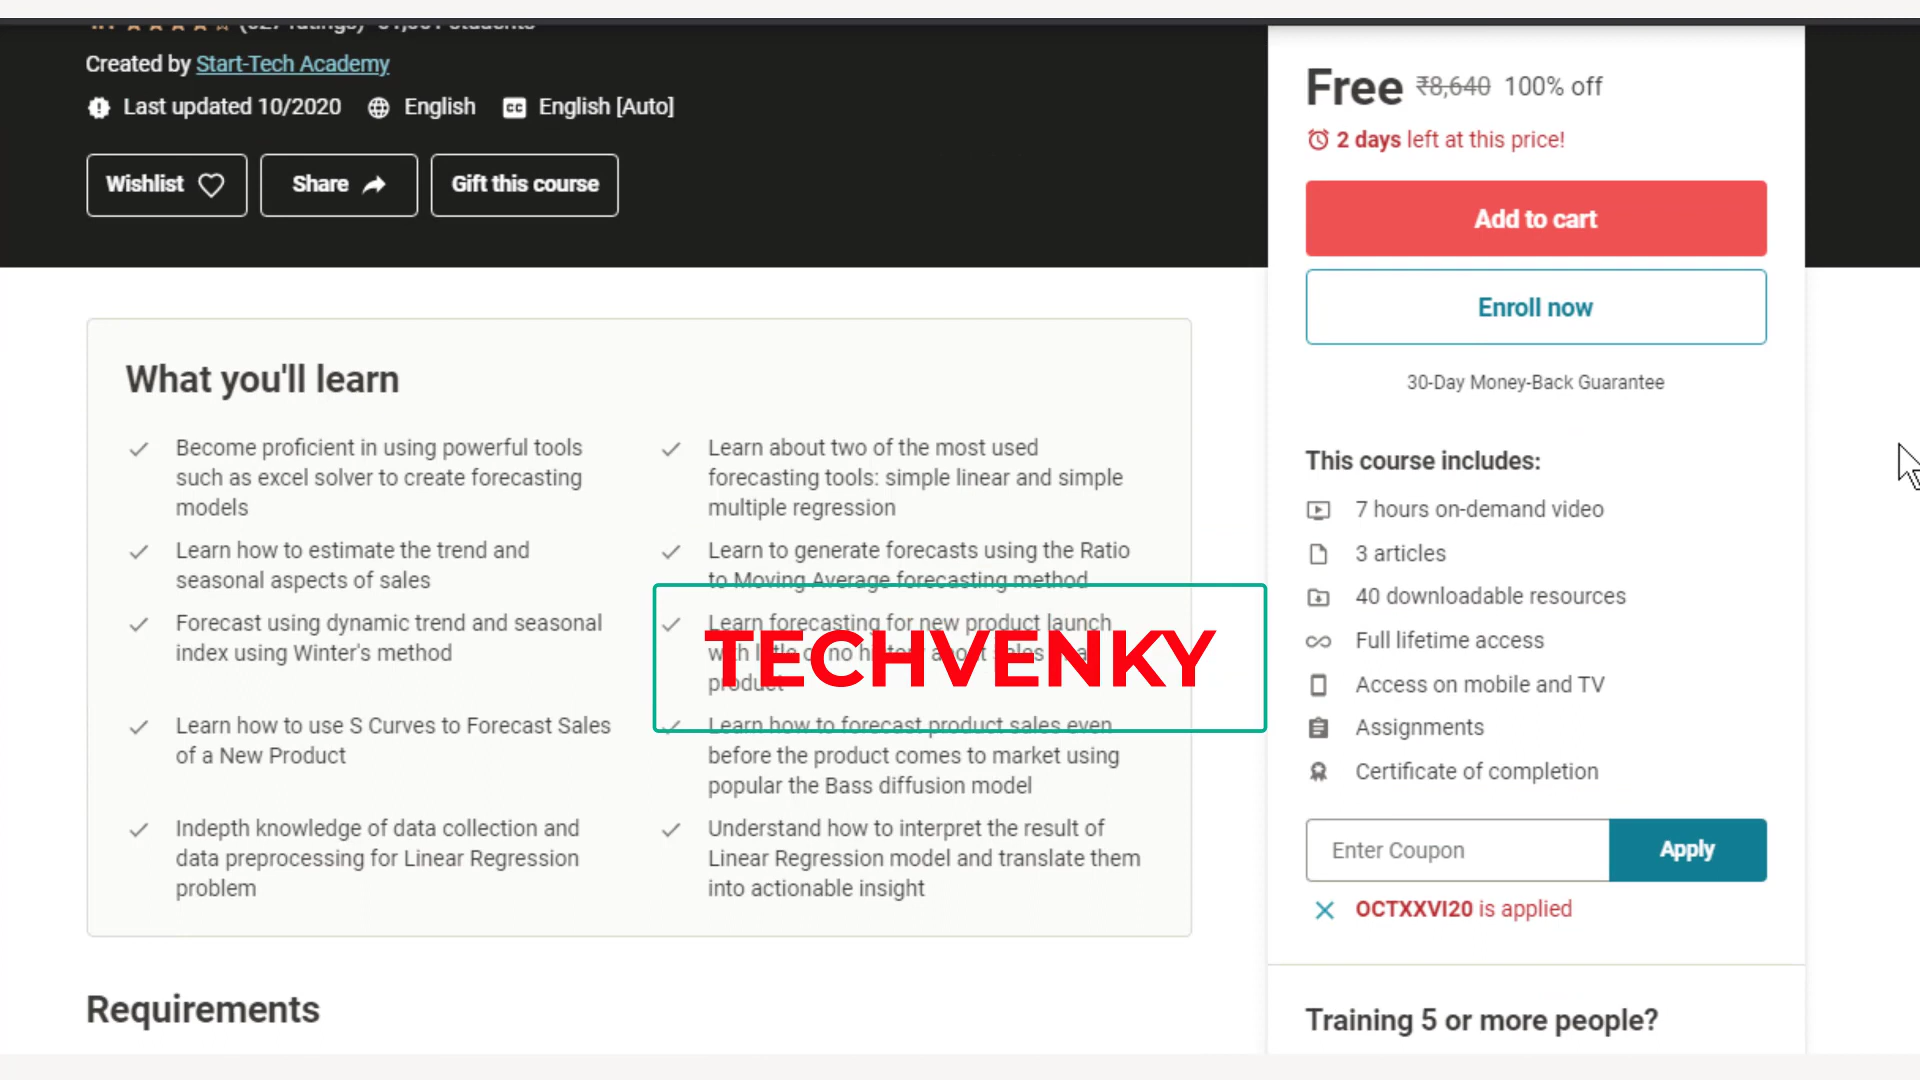 Created by Start-Tech Academy
Last updated 10/2020 English CC English [Auto]
Wishlist Share Gift this course
What you'll learn
Become proficient in using powerful tools
such as excel solver to create forecasting
models
Learn about two of the most used
forecasting tools: simple linear and simple
multiple regression
Learn how to estimate the trend and
seasonal aspects of sales
Learn to generate forecasts using the Ratio
to Moving Average forecasting method
Forecast using dynamic trend and seasonal
index using Winter's method
Learn forecasting for new product launch
product
TECHVENKY
Learn how to use S Curves to Forecast Sales
of a New Product
Learn how to forecast product sales even
before the product comes to market using
popular the Bass diffusion model
Indepth knowledge of data collection and
data preprocessing for Linear Regression
problem
Understand how to interpret the result of
Linear Regression model and translate them
into actionable insight
Requirements
Free ₹8,640 100% off
2 days left at this price!
Add to cart
Enroll now
30-Day Money-Back Guarantee
This course includes:
7 hours on-demand video
3 articles
40 downloadable resources
Full lifetime access
Access on mobile and TV
Assignments
Certificate of completion
Enter Coupon Apply
OCTXXVI20 is applied
Training 5 or more people?